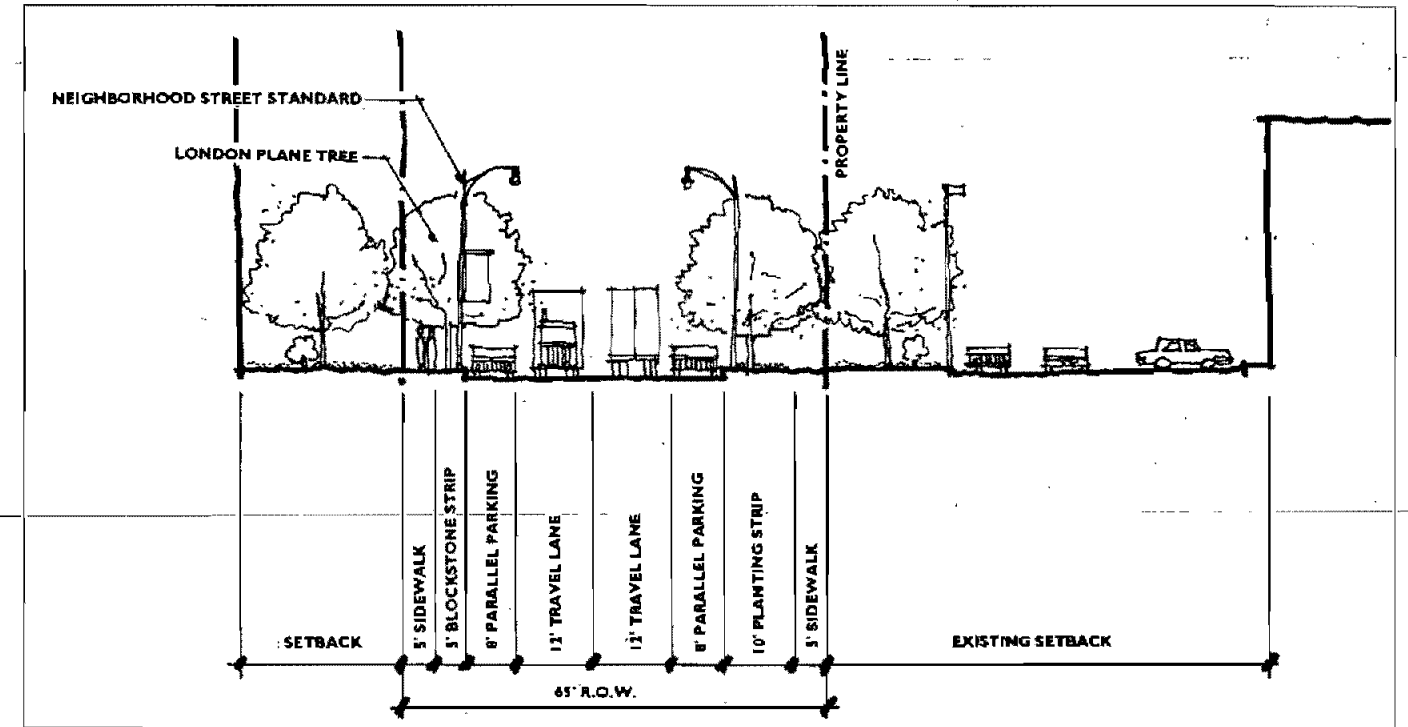 PROPERTY LINE
NEIGHBORHOOD STREET STANDARD
LONDON PLANE TREE
SETBACK
5' SIDEWALK
5' BLOCKSTONE STRIP
8' PARALLEL PARKING
12' TRAVEL LANE
12' TRAVEL LANE
8' PARALLEL PARKING
10' PLANTING STRIP
5' SIDEWALK
EXISTING SETBACK
65' R.O.W.